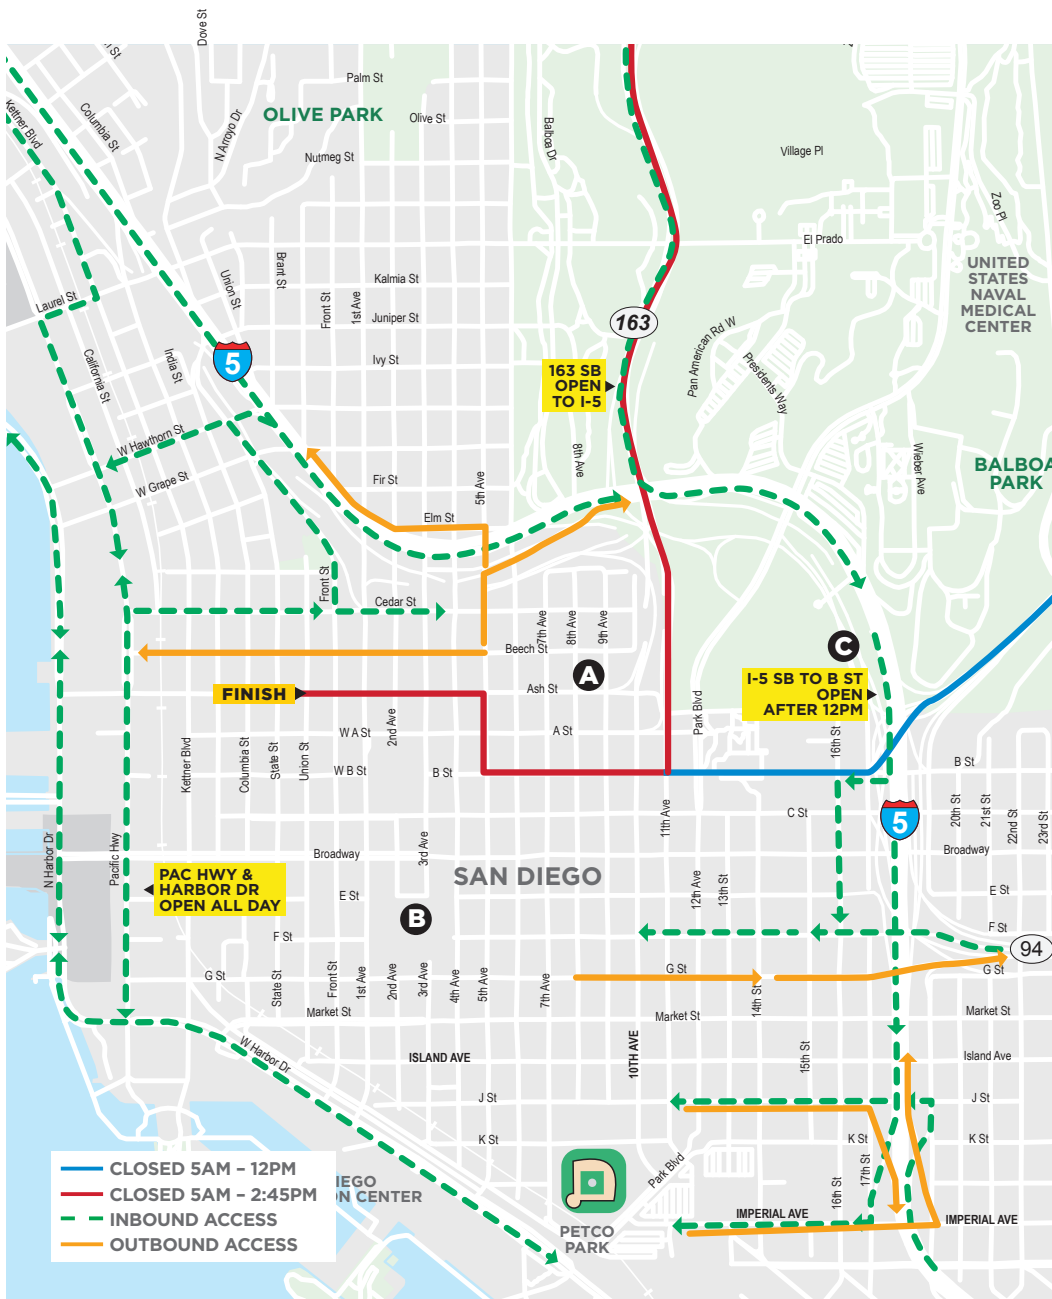 Dove St
Palm St
Kettner Blvd
Columbia St
N Arroyo Dr
OLIVE PARK
Olive St
Balboa Dr
Nutmeg St
Village Pl
Zoo Pl
El Prado
UNITED
STATES
NAVAL
MEDICAL
CENTER
Union St
Brant St
Kalmia St
Laurel St
Front St
1st Ave
Juniper St
163
Pan American Rd W
Presidents Way
California St
India St
5
Ivy St
163 SB
OPEN
TO I-5
W Hawthorn St
8th Ave
Wieber Ave
BALBOA
PARK
W Grape St
Fir St
5th Ave
Elm St
Front St
Cedar St
7th Ave
8th Ave
9th Ave
Beech St
C
A
I-5 SB TO B ST
OPEN
AFTER 12PM
FINISH
Ash St
Park Blvd
W A St
2nd Ave
A St
16th St
Kettner Blvd
Columbia St
State St
Union St
W B St
B St
B St
11th Ave
C St
5
20th St
21st St
22nd St
23rd St
N Harbor Dr
Pacific Hwy
Broadway
3rd Ave
Broadway
PAC HWY &
HARBOR DR
OPEN ALL DAY
SAN DIEGO
12th Ave
13th St
E St
E St
B
F St
F St
94
G St
State St
Front St
1st Ave
2nd Ave
3rd Ave
4th Ave
5th Ave
7th Ave
G St
14th St
G St
Market St
Market St
Market St
W Harbor Dr
ISLAND AVE
10TH AVE
15th St
Island Ave
J St
J St
K St
K St
K St
CLOSED 5AM – 12PM
CLOSED 5AM – 2:45PM
INBOUND ACCESS
OUTBOUND ACCESS
IEGO
ON CENTER
Park Blvd
16th St
17th St
PETCO
PARK
IMPERIAL AVE
IMPERIAL AVE